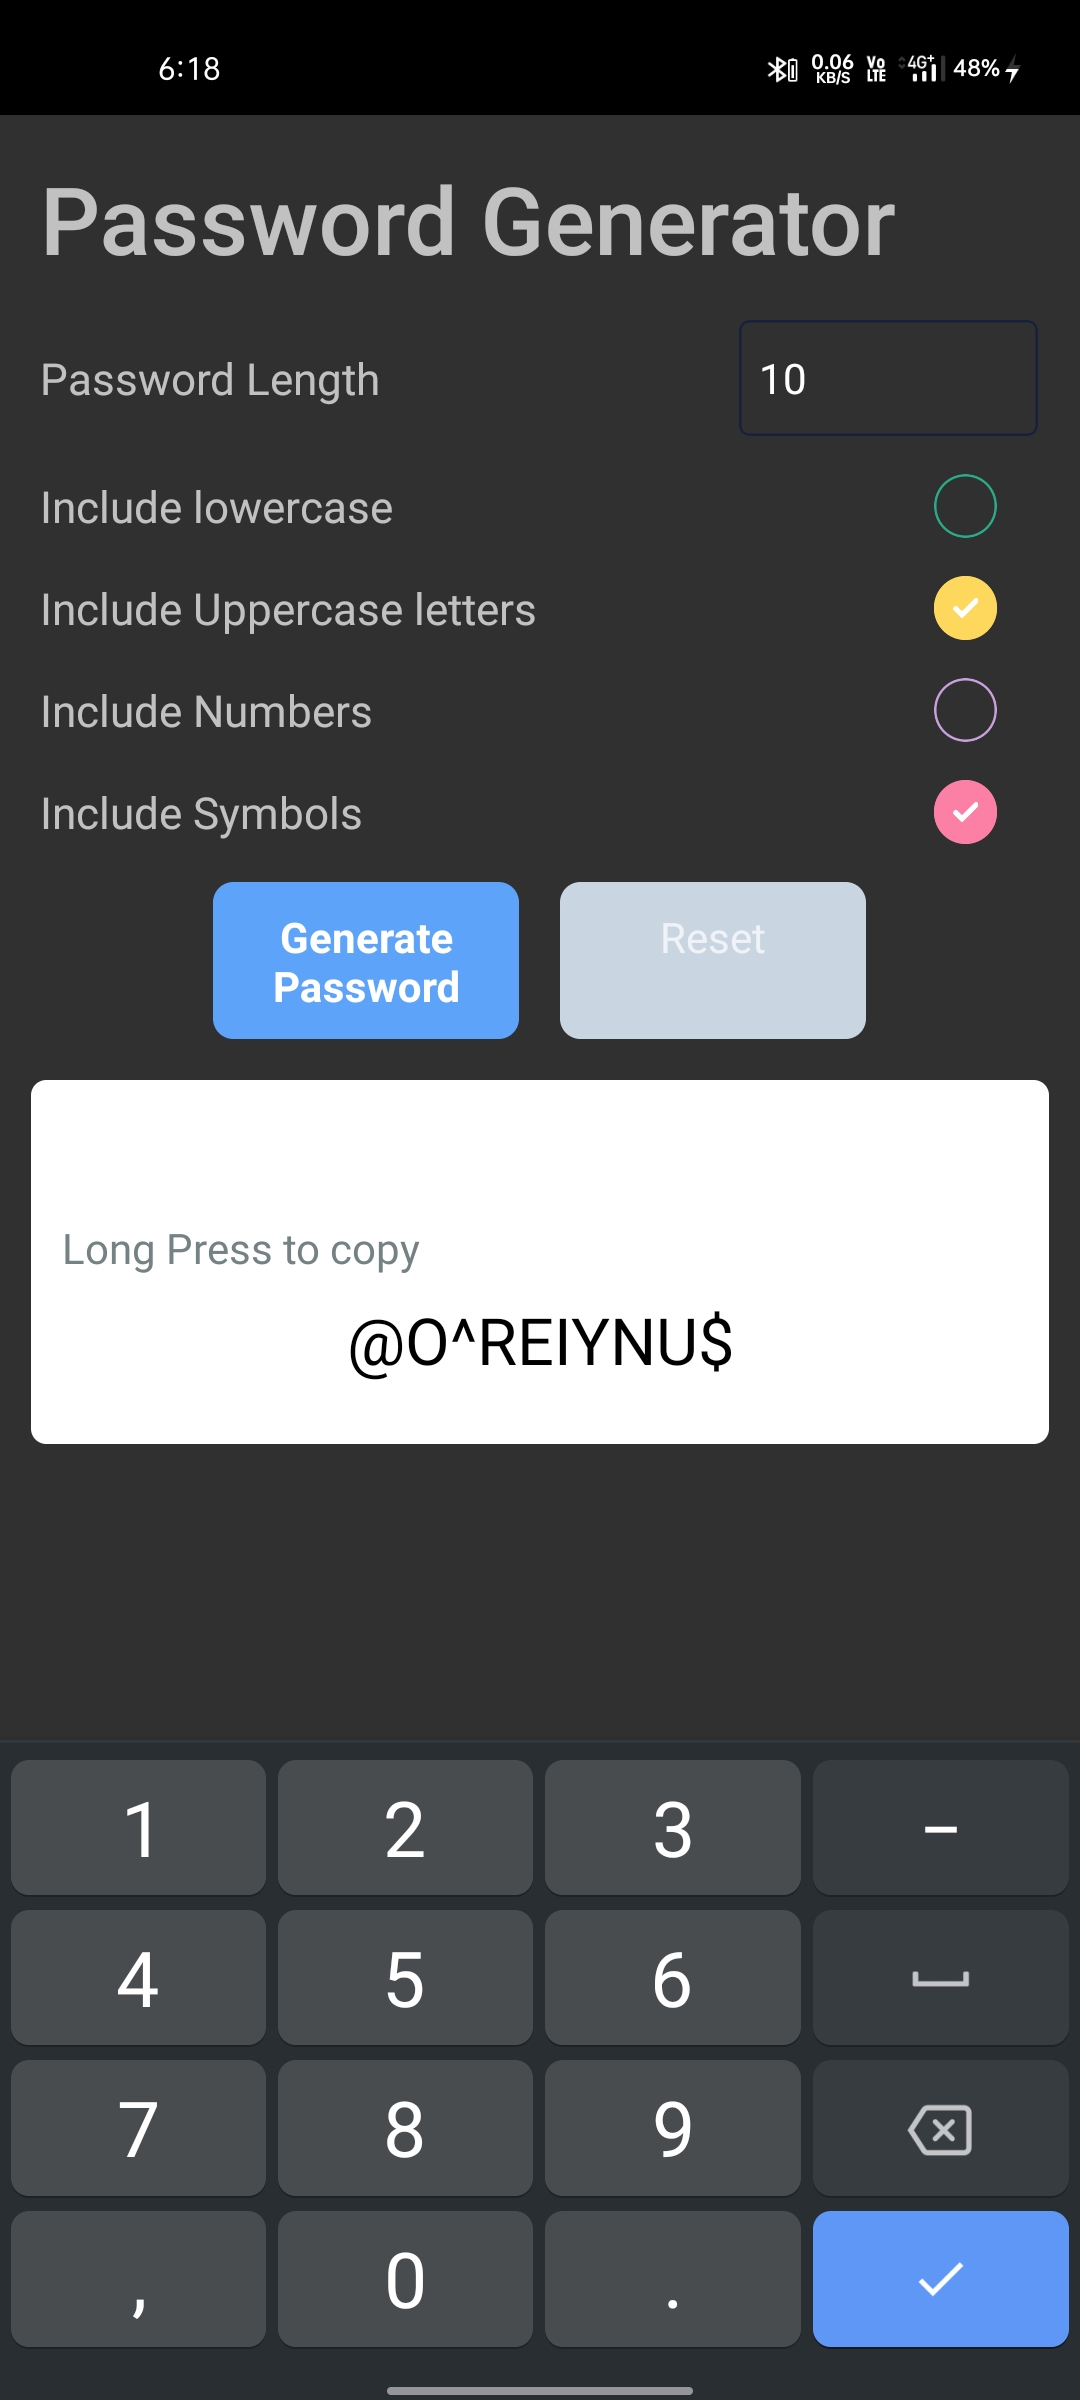 6:18
0.06
KB/S
Vo
LTE
4G+
48%
Password Generator
Password Length
10
Include lowercase
Include Uppercase letters
Include Numbers
Include Symbols
Generate
Password
Reset
Long Press to copy
@O^REIYNU$
1 2 3 –
4 5 6
7 8 9
, 0 .